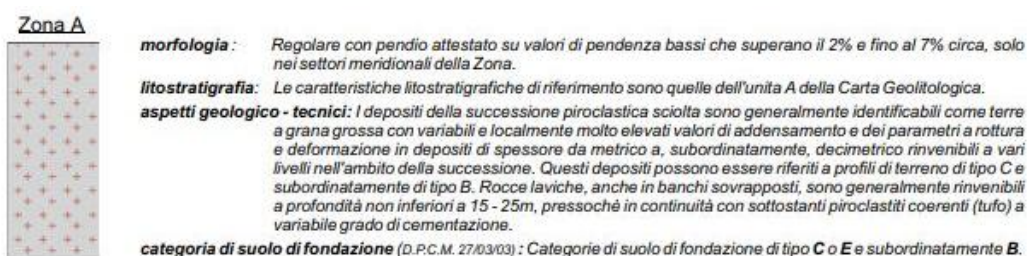 Zona A
morfologia : Regolare con pendio attestato su valori di pendenza bassi che superano il 2% e fino al 7% circa, solo
nei settori meridionali della Zona.
litostratigrafia: Le caratteristiche litostratigrafiche di riferimento sono quelle dell'unita A della Carta Geolitologica.
aspetti geologico - tecnici: I depositi della successione piroclastica sciolta sono generalmente identificabili come terre
a grana grossa con variabili e localmente molto elevati valori di addensamento e dei parametri a rottura
e deformazione in depositi di spessore da metrico a, subordinatamente, decimetrico rinvenibili a vari
livelli nell'ambito della successione. Questi depositi possono essere riferiti a profili di terreno di tipo C e
subordinatamente di tipo B. Rocce laviche, anche in banchi sovrapposti, sono generalmente rinvenibili
a profondità non inferiori a 15 - 25m, pressochè in continuità con sottostanti piroclastiti coerenti (tufo) a
variabile grado di cementazione.
categoria di suolo di fondazione (D.P.C.M. 27/03/03) : Categorie di suolo di fondazione di tipo C o E e subordinatamente B.